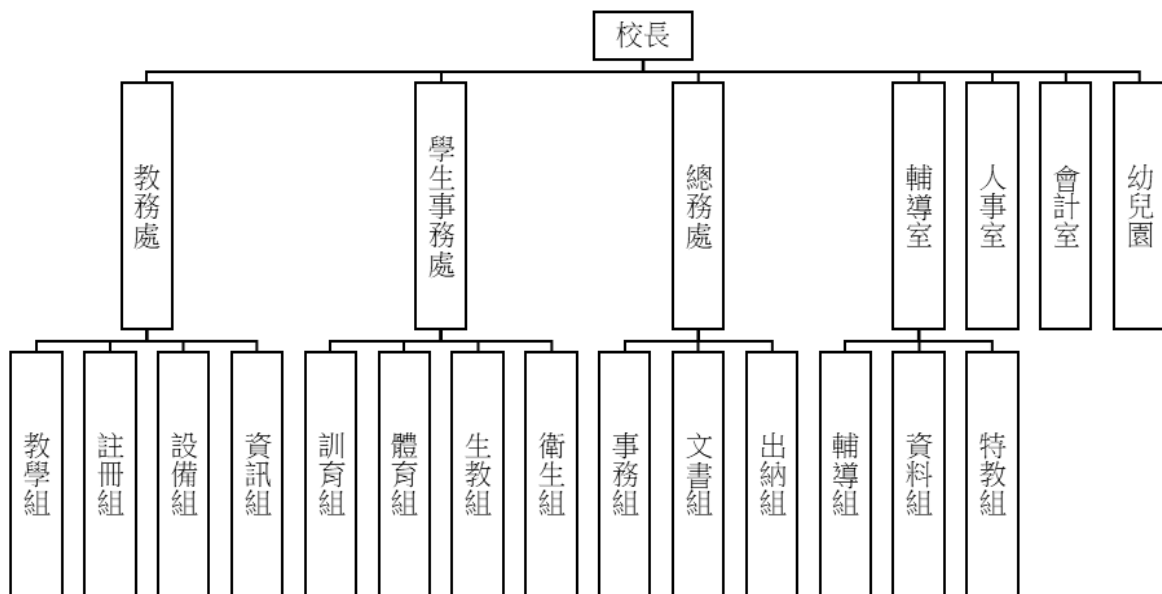 校長
教務處
學生事務處
總務處
輔導室
人事室
會計室
幼兒園
教學組
註冊組
設備組
資訊組
訓育組
體育組
生教組
衛生組
事務組
文書組
出納組
輔導組
資料組
特教組